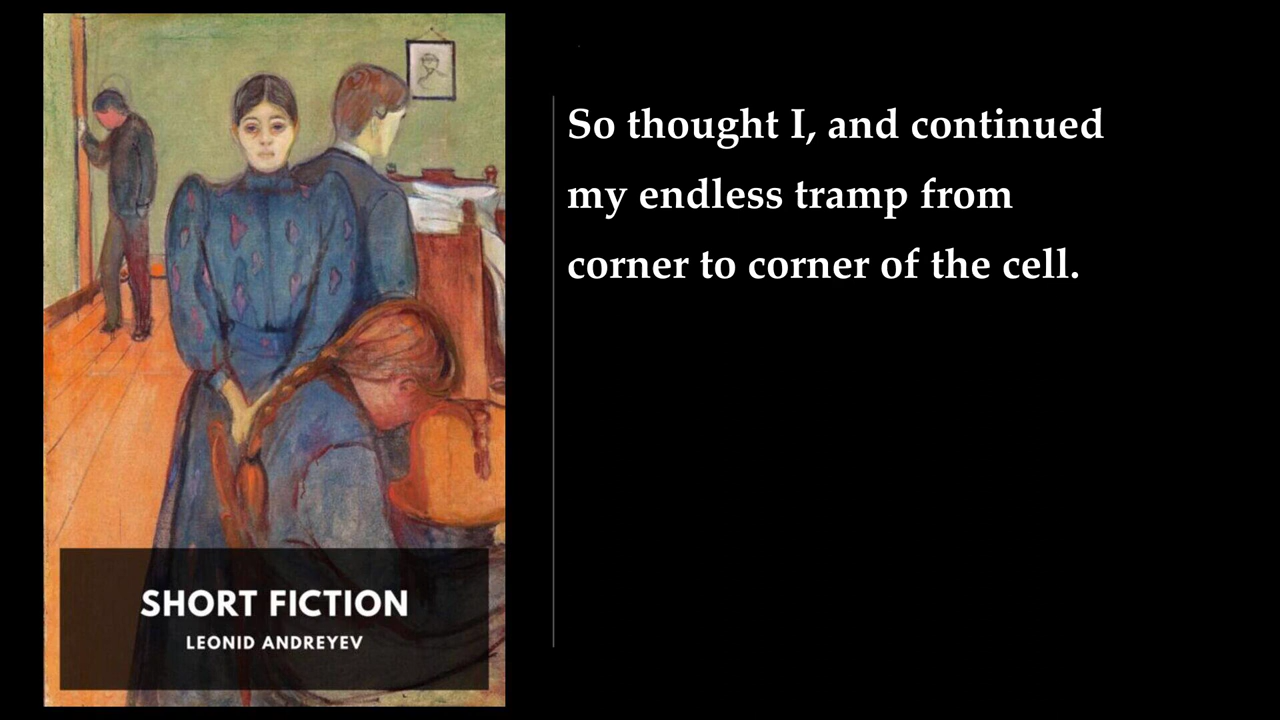 So thought I, and continued
my endless tramp from
corner to corner of the cell.
SHORT FICTION
LEONID ANDREYEV